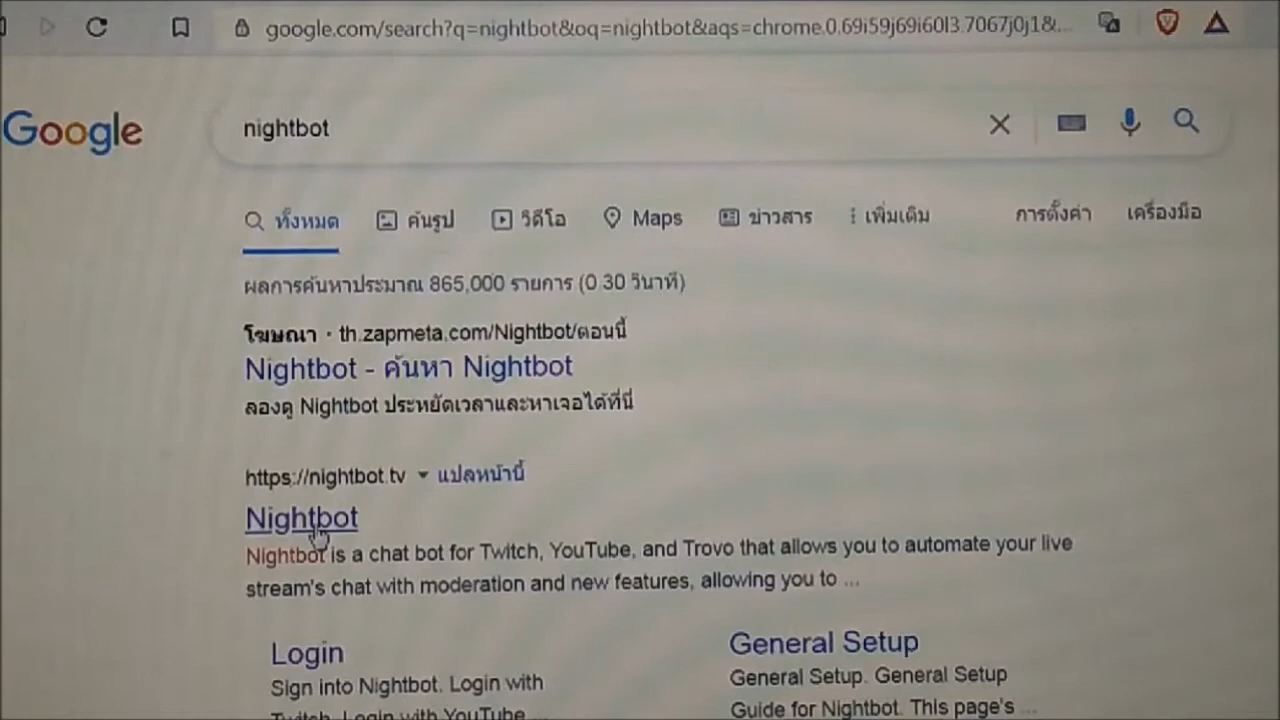 google.com/search?q=nightbot&oq=nightbot&aqs=chrome.0.69i59j69i60l3.7067j0j1&...
Google
nightbot
ทั้งหมด ค้นรูป วิดีโอ Maps ข่าวสาร เพิ่มเติม การตั้งค่า เครื่องมือ
ผลการค้นหาประมาณ 865,000 รายการ (0.30 วินาที)
โฆษณา · th.zapmeta.com/Nightbot/ตอนนี้
Nightbot - ค้นหา Nightbot
ลองดู Nightbot ประหยัดเวลาและหาเจอได้ที่นี่
https://nightbot.tv แปลหน้านี้
Nightbot
Nightbot is a chat bot for Twitch, YouTube, and Trovo that allows you to automate your live
stream's chat with moderation and new features, allowing you to ...
Login
Sign into Nightbot. Login with
Twitch. Login with YouTube ...
General Setup
General Setup. General Setup
Guide for Nightbot. This page's ...